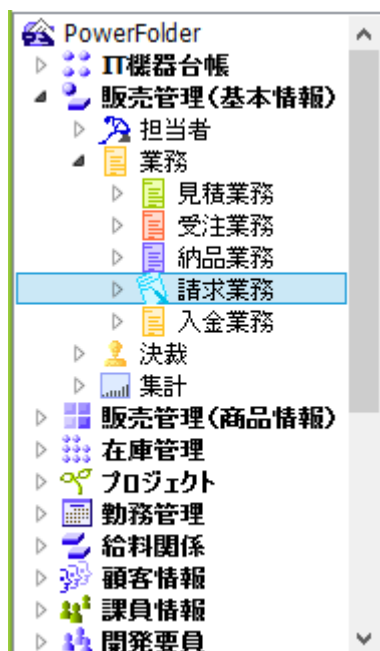 PowerFolder
IT機器台帳
販売管理(基本情報)
担当者
業務
見積業務
受注業務
納品業務
請求業務
入金業務
決裁
集計
販売管理(商品情報)
在庫管理
プロジェクト
勤務管理
給料関係
顧客情報
課員情報
開発要員